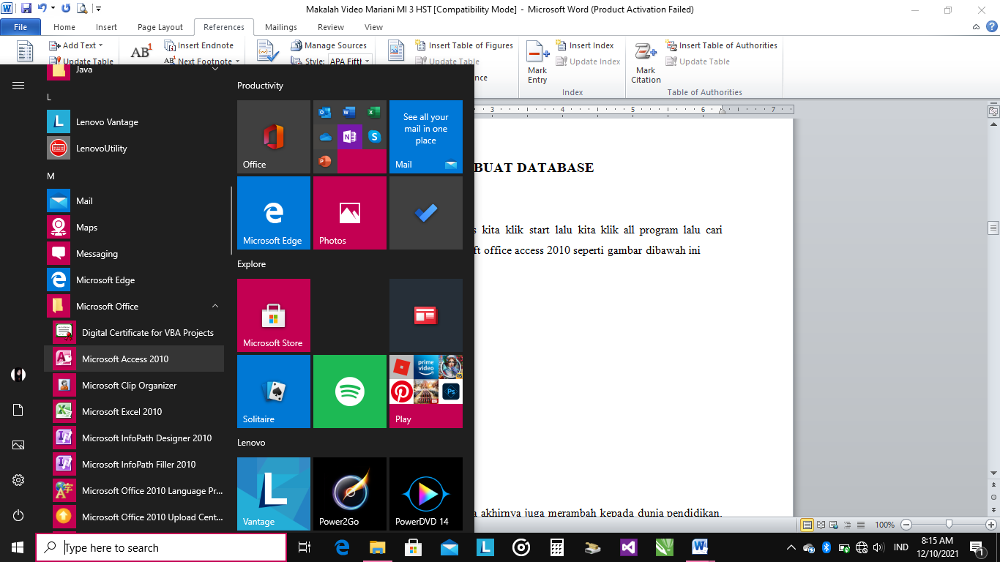 Makalah Video Mariani MI 3 HST [Compatibility Mode] - Microsoft Word (Product Activation Failed)
File Home Insert Page Layout References Mailings Review View
Add Text
Update Table
AB1
Insert Endnote
AB1 Next Footnote
Manage Sources
Style: APA Fifth
Insert Table of Figures
Update Table
nce
Mark
Entry
Insert Index
Update Index
Index
Mark
Citation
Insert Table of Authorities
Update Table
Table of Authorities
3 4 5 6 7
BUAT DATABASE
s kita klik start lalu kita klik all program lalu cari
ft office access 2010 seperti gambar dibawah ini
a akhirnya juga merambah kepada dunia pendidikan.
Java
L
Lenovo Vantage
LenovoUtility
M
Mail
Maps
Messaging
Microsoft Edge
Microsoft Office
Digital Certificate for VBA Projects
Microsoft Access 2010
Microsoft Clip Organizer
Microsoft Excel 2010
Microsoft InfoPath Designer 2010
Microsoft InfoPath Filler 2010
Microsoft Office 2010 Language Pr...
Microsoft Office 2010 Upload Cent...
Productivity
Office
See all your
mail in one
place
Mail
Microsoft Edge
Photos
Explore
Microsoft Store
Solitaire
prime video
Ps
Play
Lenovo
L
Vantage
Power2Go
PowerDVD 14
100%
Type here to search
IND
8:15 AM
12/10/2021
1